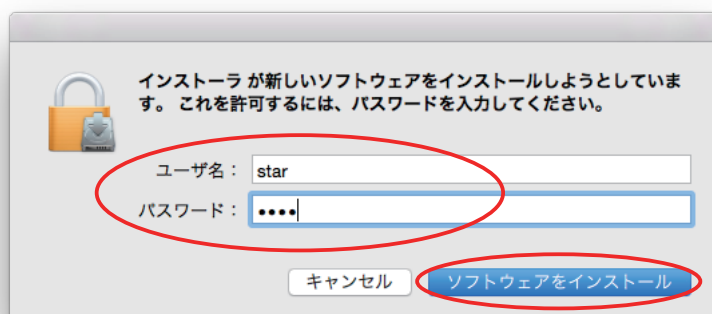 インストーラ が新しいソフトウェアをインストールしようとしていま
す。 これを許可するには、パスワードを入力してください。
ユーザ名： star
パスワード： ••••
キャンセル ソフトウェアをインストール